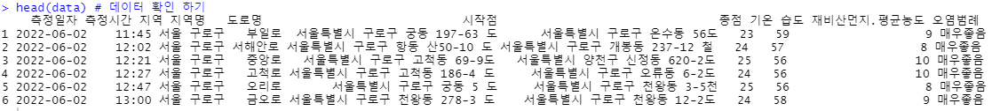 > head(data) # 데이터 확인 하기
측정일자 측정시간 지역 지역명 도로명 시작점 종점 기온 습도 재비산먼지.평균농도 오염범례
1 2022-06-02 11:45 서울 구로구 부일로 서울특별시 구로구 궁동 197-63 도 서울특별시 구로구 온수동 56도 23 59 9 매우좋음
2 2022-06-02 12:02 서울 구로구 서해안로 서울특별시 구로구 항동 산50-10 도 서울특별시 구로구 개봉동 237-12 철 24 57 8 매우좋음
3 2022-06-02 12:21 서울 구로구 중앙로 서울특별시 구로구 고척동 69-9도 서울특별시 양천구 신정동 620-2도 25 56 10 매우좋음
4 2022-06-02 12:27 서울 구로구 고척로 서울특별시 구로구 고척동 186-4 도 서울특별시 구로구 오류동 6-2도 24 56 10 매우좋음
5 2022-06-02 12:47 서울 구로구 오리로 서울특별시 구로구 궁동 5 도 서울특별시 구로구 천왕동 3-5천 25 56 8 매우좋음
6 2022-06-02 13:00 서울 구로구 금오로 서울특별시 구로구 천왕동 278-3 도 서울특별시 구로구 천왕동 12-2도 24 58 9 매우좋음